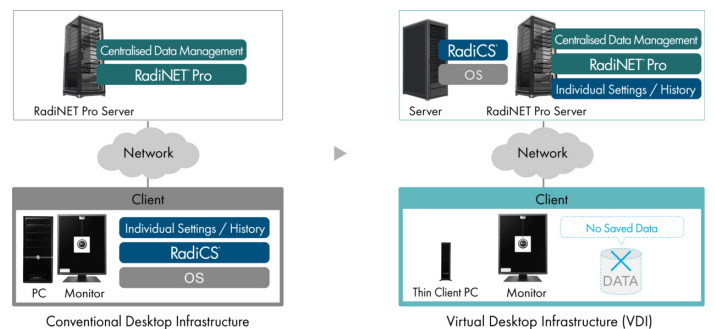 Centralised Data Management
RadiNET® Pro
RadiNET Pro Server
Network
Client
Individual Settings / History
RadiCS®
OS
PC
Monitor
Conventional Desktop Infrastructure
RadiCS®
OS
Server
Centralised Data Management
RadiNET® Pro
Individual Settings / History
RadiNET Pro Server
Network
Client
No Saved Data
DATA
Thin Client PC
Monitor
Virtual Desktop Infrastructure (VDI)